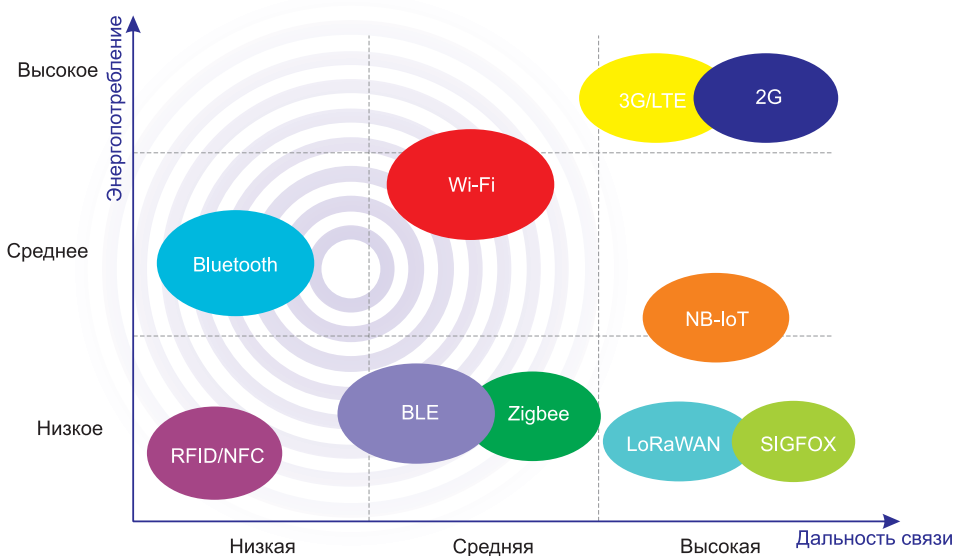 Энергопотребление
Высокое
3G/LTE
2G
Wi-Fi
Среднее
Bluetooth
NB-IoT
Низкое
BLE
Zigbee
RFID/NFC
LoRaWAN
SIGFOX
Низкая
Средняя
Высокая
Дальность связи